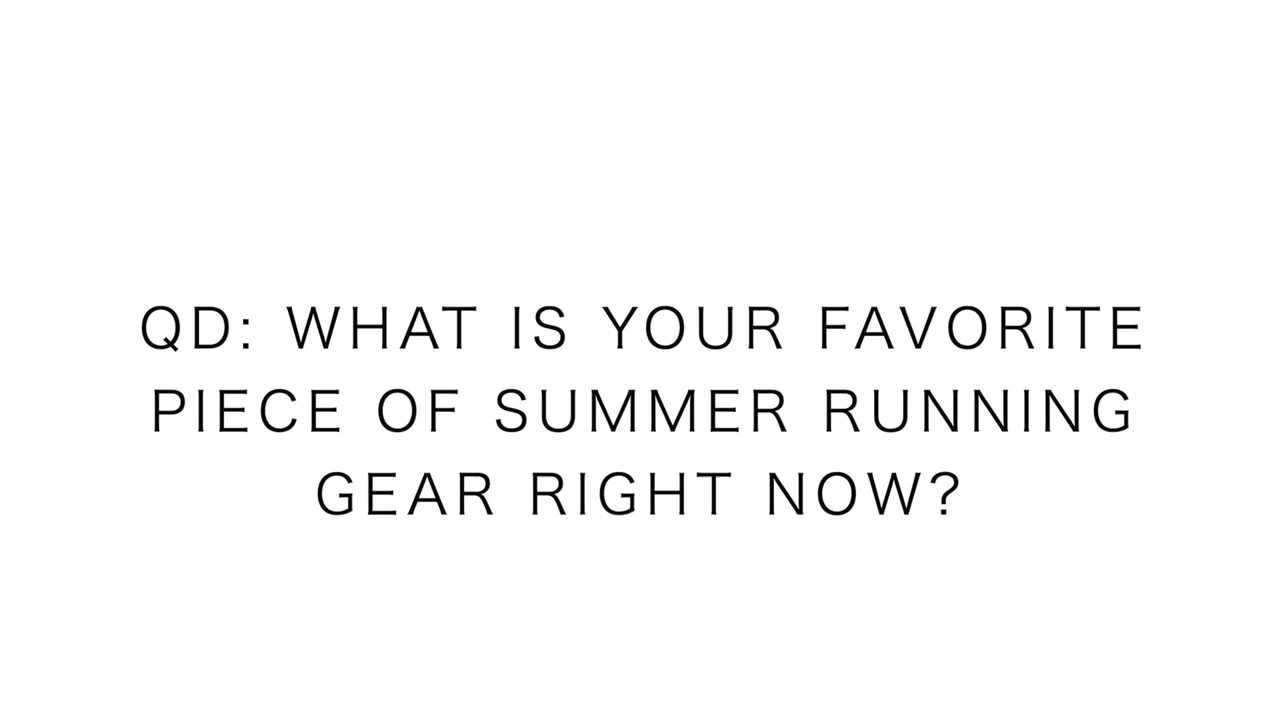 QD: WHAT IS YOUR FAVORITE
PIECE OF SUMMER RUNNING
GEAR RIGHT NOW?